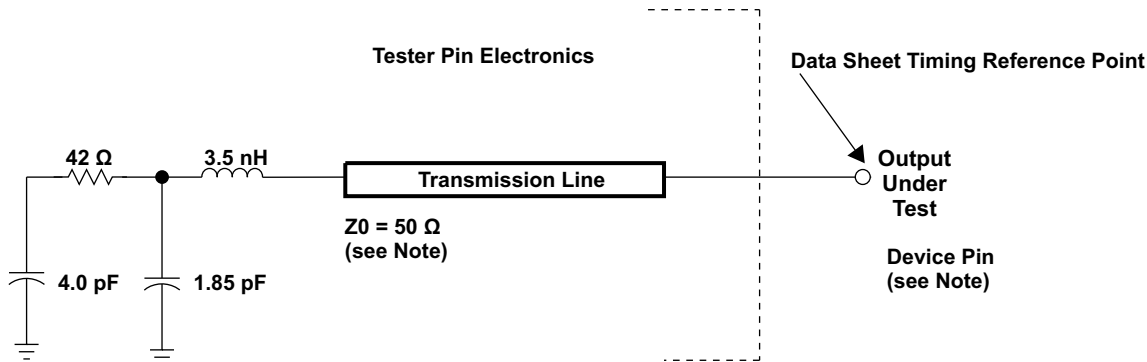 Tester Pin Electronics
Data Sheet Timing Reference Point
42 Ω
3.5 nH
Transmission Line
Output
Under
Test
Z0 = 50 Ω
(see Note)
4.0 pF
1.85 pF
Device Pin
(see Note)